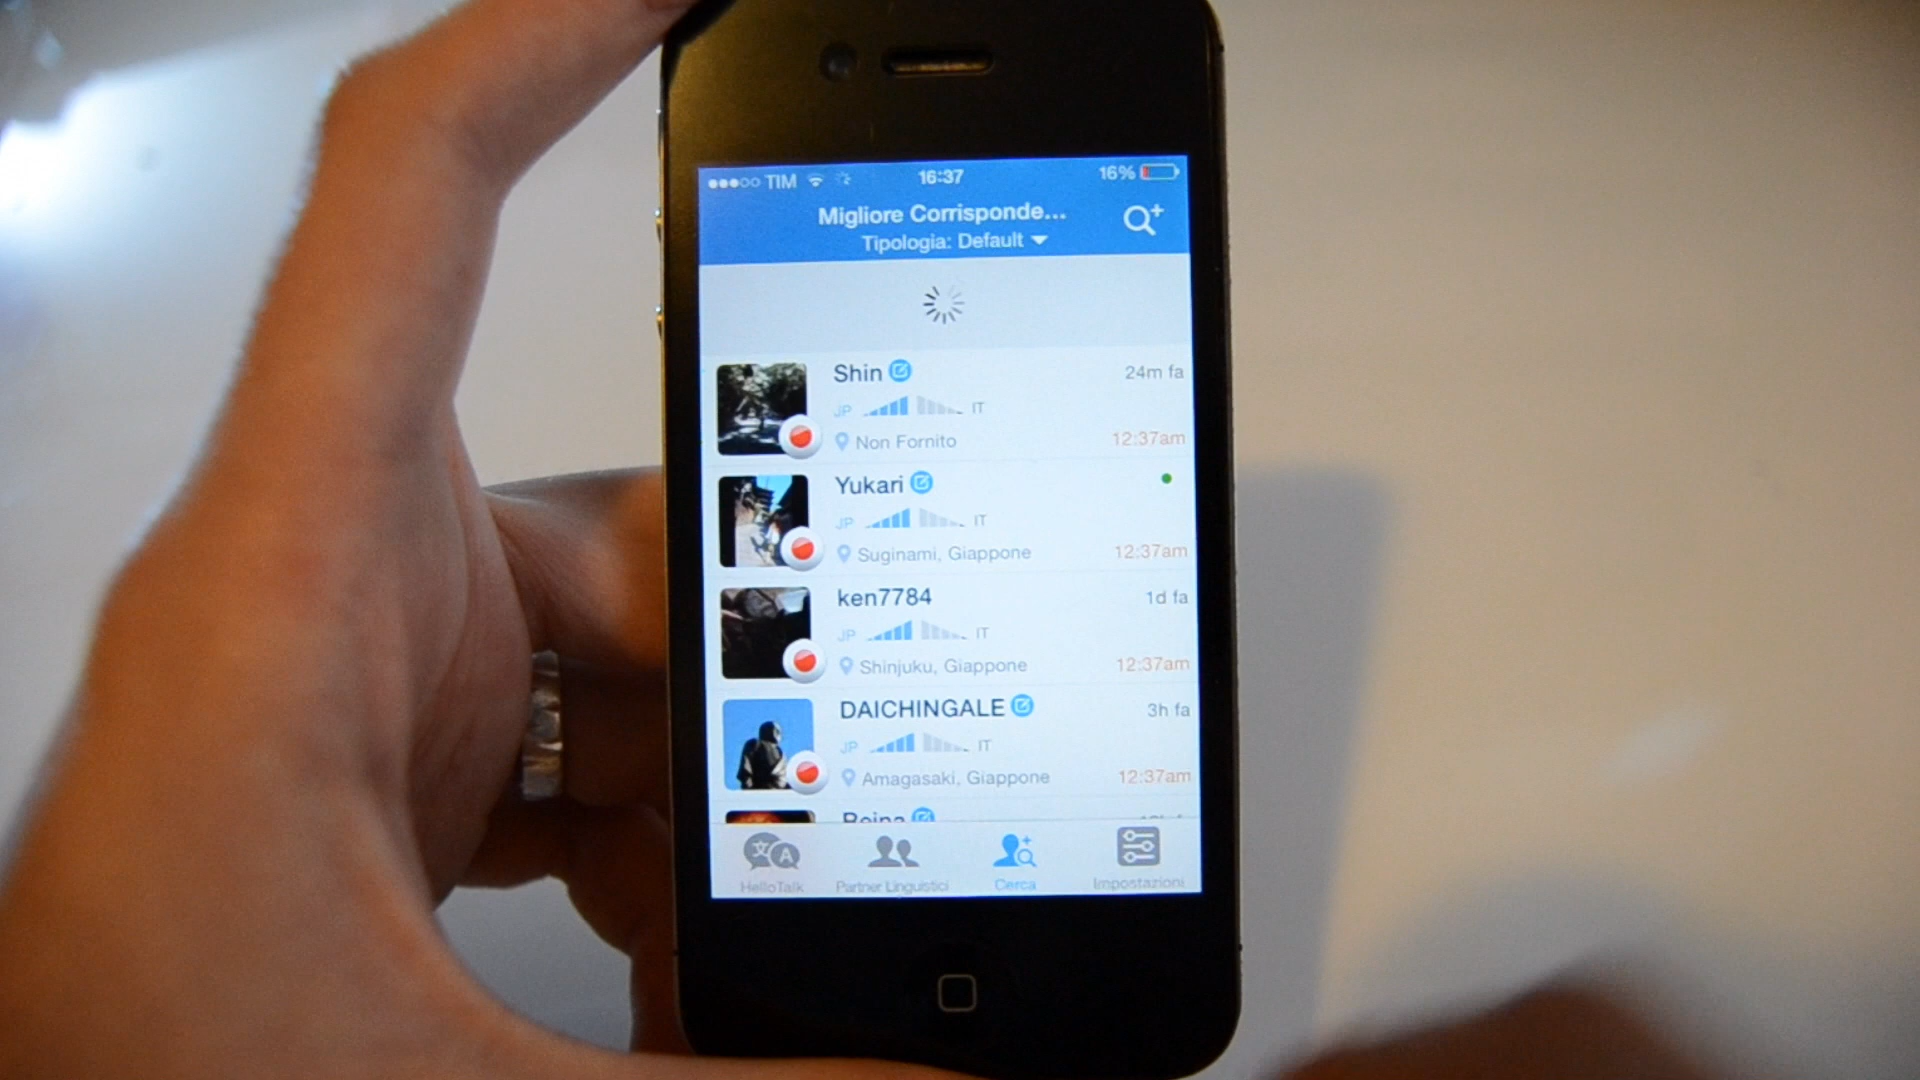 TIM 16:37 16%
Migliore Corrisponde...
Tipologia: Default
Shin 24m fa
JP IT
Non Fornito 12:37am
Yukari
JP IT
Suginami, Giappone 12:37am
ken7784 1d fa
JP IT
Shinjuku, Giappone 12:37am
DAICHINGALE 3h fa
JP IT
Amagasaki, Giappone 12:37am
Reina
文 A
HelloTalk Partner Linguistici Cerca Impostazioni